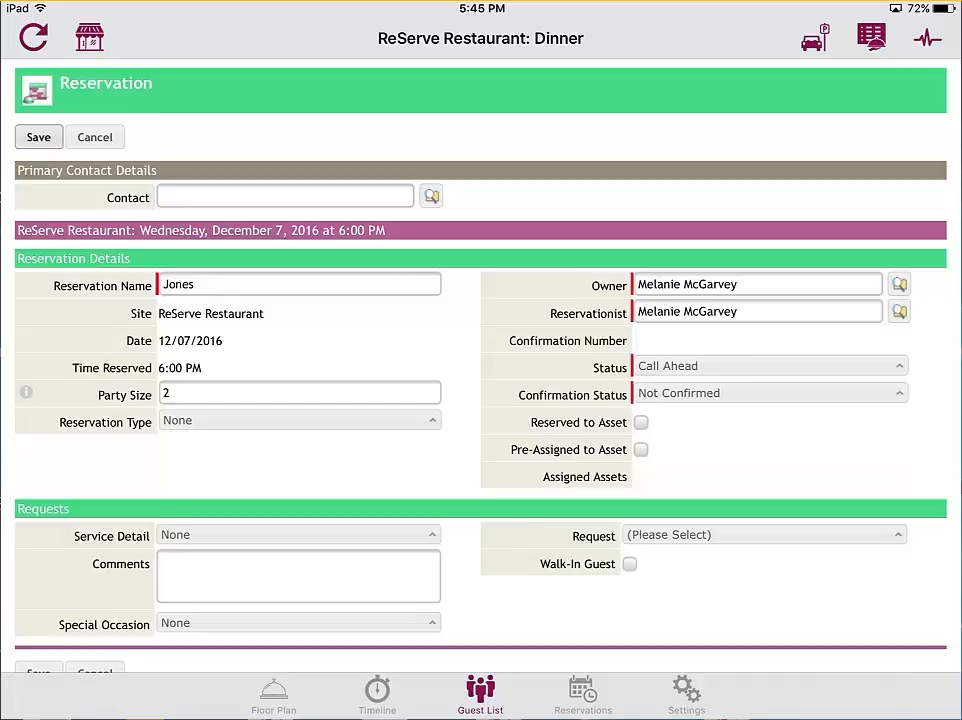 iPad 5:45 PM 72%
ReServe Restaurant: Dinner
P
Reservation
Save Cancel
Primary Contact Details
Contact
ReServe Restaurant: Wednesday, December 7, 2016 at 6:00 PM
Reservation Details
Reservation Name Jones Owner Melanie McGarvey
Site ReServe Restaurant Reservationist Melanie McGarvey
Date 12/07/2016 Confirmation Number
Time Reserved 6:00 PM Status Call Ahead
Party Size 2 Confirmation Status Not Confirmed
Reservation Type None Reserved to Asset
Pre-Assigned to Asset
Assigned Assets
Requests
Service Detail None Request (Please Select)
Comments Walk-In Guest
Special Occasion None
Save Cancel
Floor Plan Timeline Guest List Reservations Settings